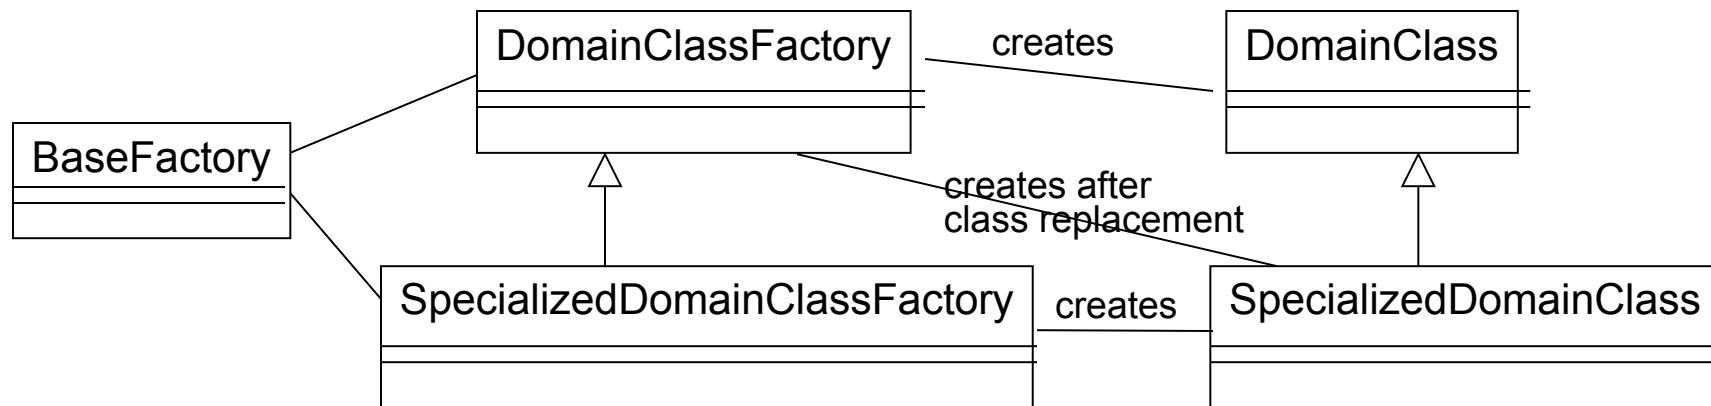 DomainClassFactory
creates
DomainClass
BaseFactory
creates after
class replacement
SpecializedDomainClassFactory
creates
SpecializedDomainClass